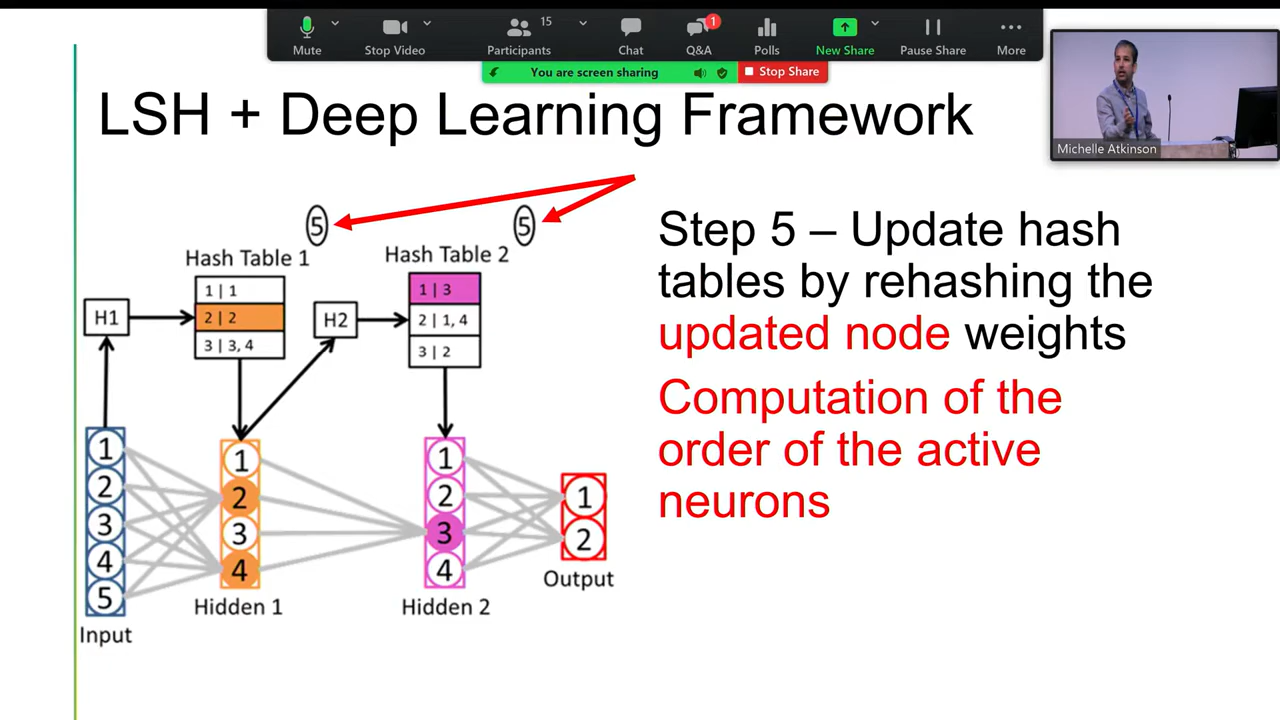 Mute
Stop Video
15
Participants
Chat
1
Q&A
Polls
New Share
Pause Share
More
You are screen sharing
Stop Share
Michelle Atkinson
LSH + Deep Learning Framework
5
5
Hash Table 1
Hash Table 2
H1
1 | 1
2 | 2
3 | 3, 4
H2
1 | 3
2 | 1, 4
3 | 2
1
2
3
4
5
Input
1
2
3
4
Hidden 1
1
2
3
4
Hidden 2
1
2
Output
Step 5 – Update hash
tables by rehashing the
updated node weights
Computation of the
order of the active
neurons